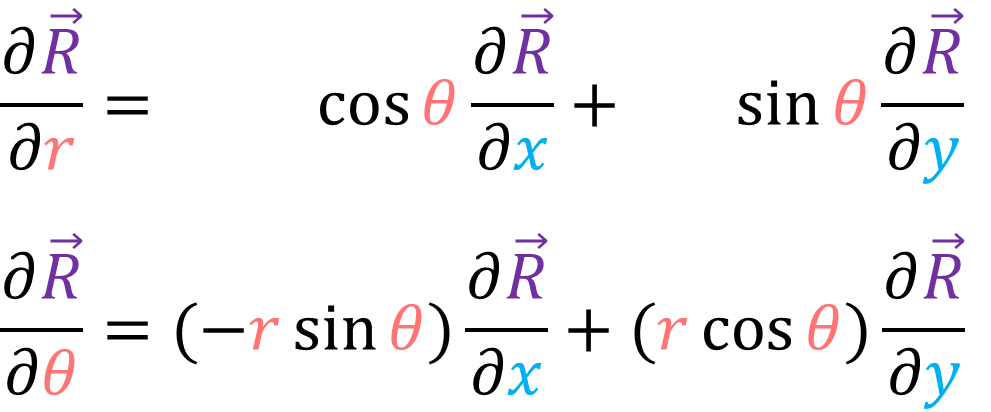 ∂R⃗/∂r = cos θ ∂R⃗/∂x + sin θ ∂R⃗/∂y
∂R⃗/∂θ = (−r sin θ) ∂R⃗/∂x + (r cos θ) ∂R⃗/∂y